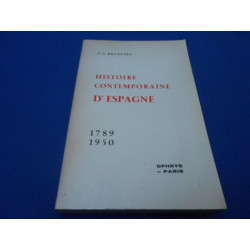 HISTOIRE
CONTEMPORAINE
D'ESPAGNE
1789
1950
OPHRYS
PARIS